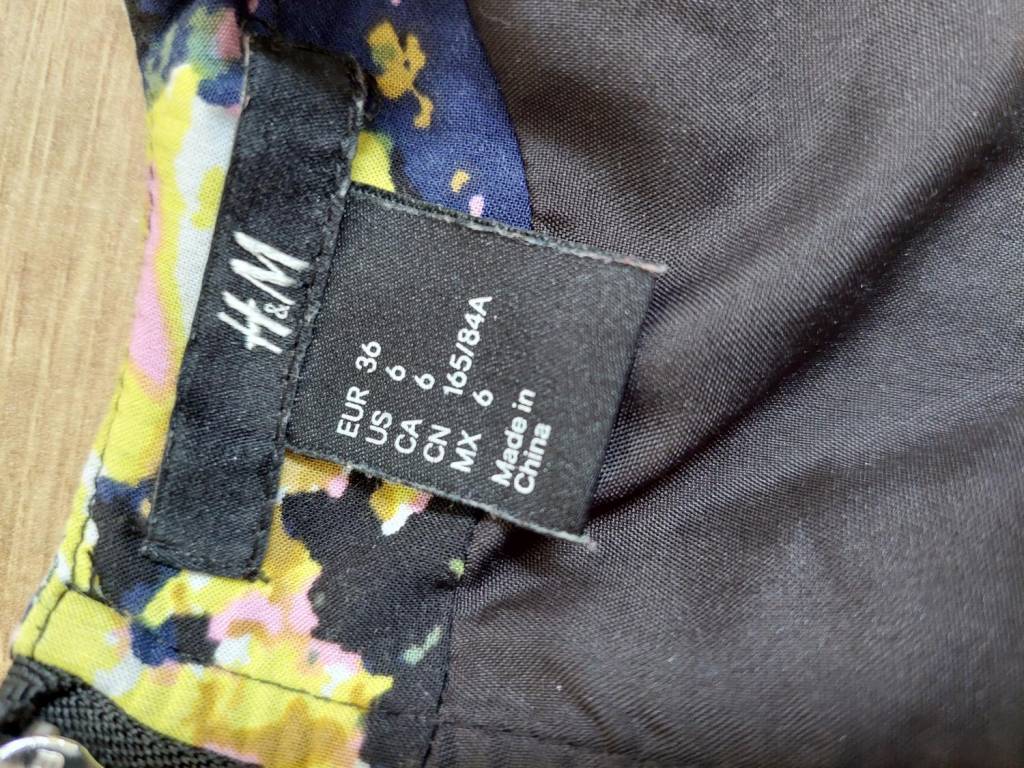 H&M
EUR 36
US 6
CA 6
CN 165/84A
MX 6
Made in
China